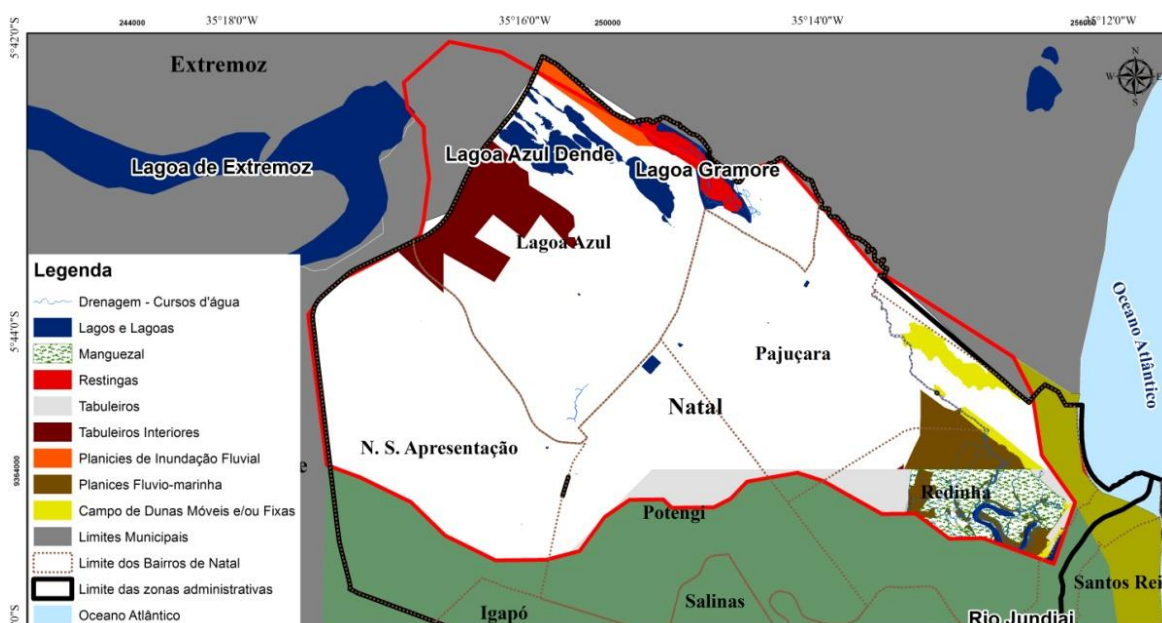 244000
35°18'0"W
35°16'0"W
250000
35°14'0"W
256000
35°12'0"W
5°42'0"S
Extremoz
N
W
E
S
Lagoa Azul Dende
Lagoa de Extremoz
Lagoa Gramore
Lagoa Azul
Legenda
Drenagem - Cursos d'água
Lagos e Lagoas
Manguezal
Restingas
Tabuleiros
Tabuleiros Interiores
Planicies de Inundação Fluvial
Planices Fluvio-marinha
Campo de Dunas Móveis e/ou Fixas
Limites Municipais
Limite dos Bairros de Natal
Limite das zonas administrativas
Oceano Atlântico
5°44'0"S
Oceano Atlântico
Pajuçara
Natal
N. S. Apresentação
9364000
e
Redinha
Potengi
Santos Rei
Salinas
Igapó
Rio Jundiai
0"S